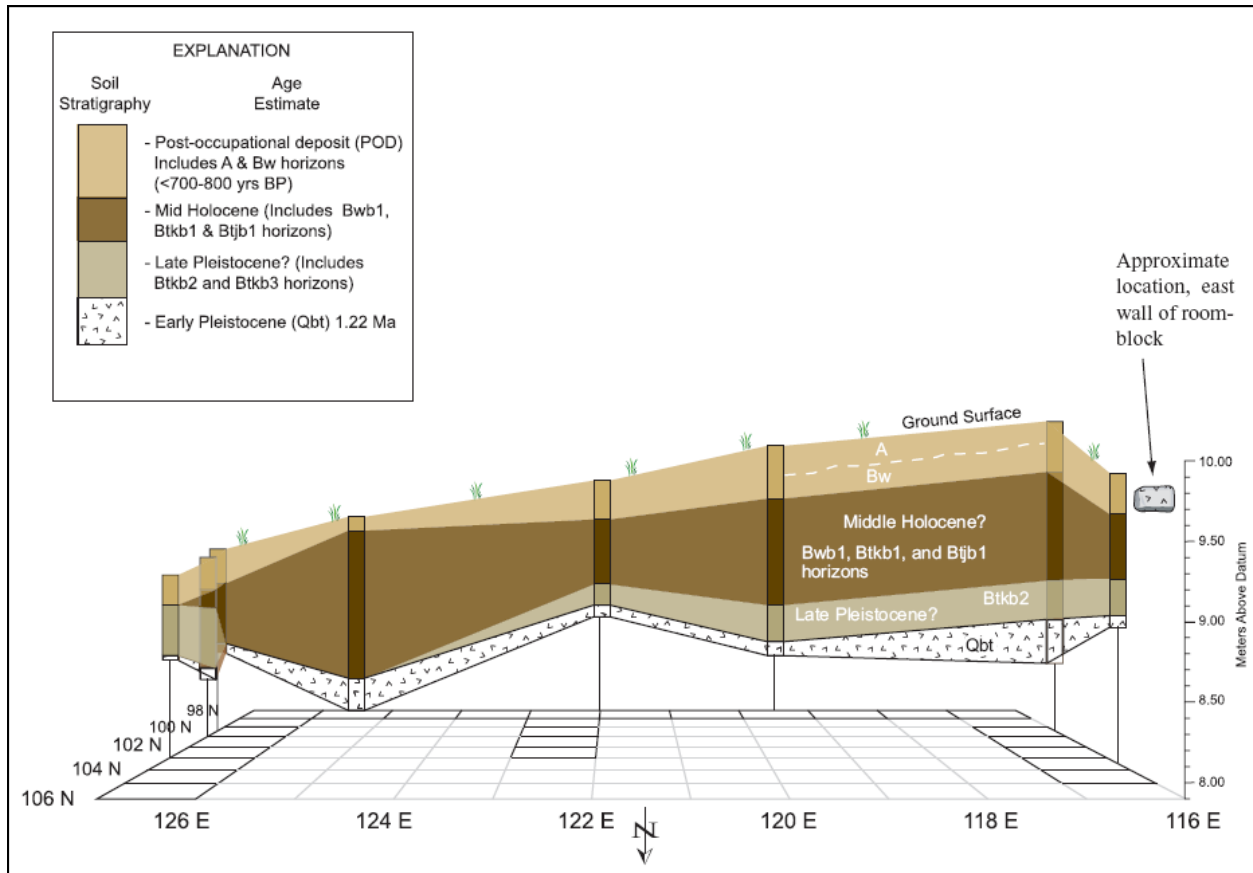 EXPLANATION
Soil Stratigraphy
Age Estimate
- Post-occupational deposit (POD)
Includes A & Bw horizons
(<700-800 yrs BP)
- Mid Holocene (Includes Bwb1,
Btkb1 & Btjb1 horizons)
- Late Pleistocene? (Includes
Btkb2 and Btkb3 horizons)
- Early Pleistocene (Qbt) 1.22 Ma
Approximate
location, east
wall of room-
block
Ground Surface
A
Bw
Middle Holocene?
Bwb1, Btkb1, and Btjb1
horizons
Btkb2
Late Pleistocene?
Qbt
10.00
9.50
9.00
8.50
8.00
Meters Above Datum
98 N
100 N
102 N
104 N
106 N
126 E
124 E
122 E
120 E
118 E
116 E
N